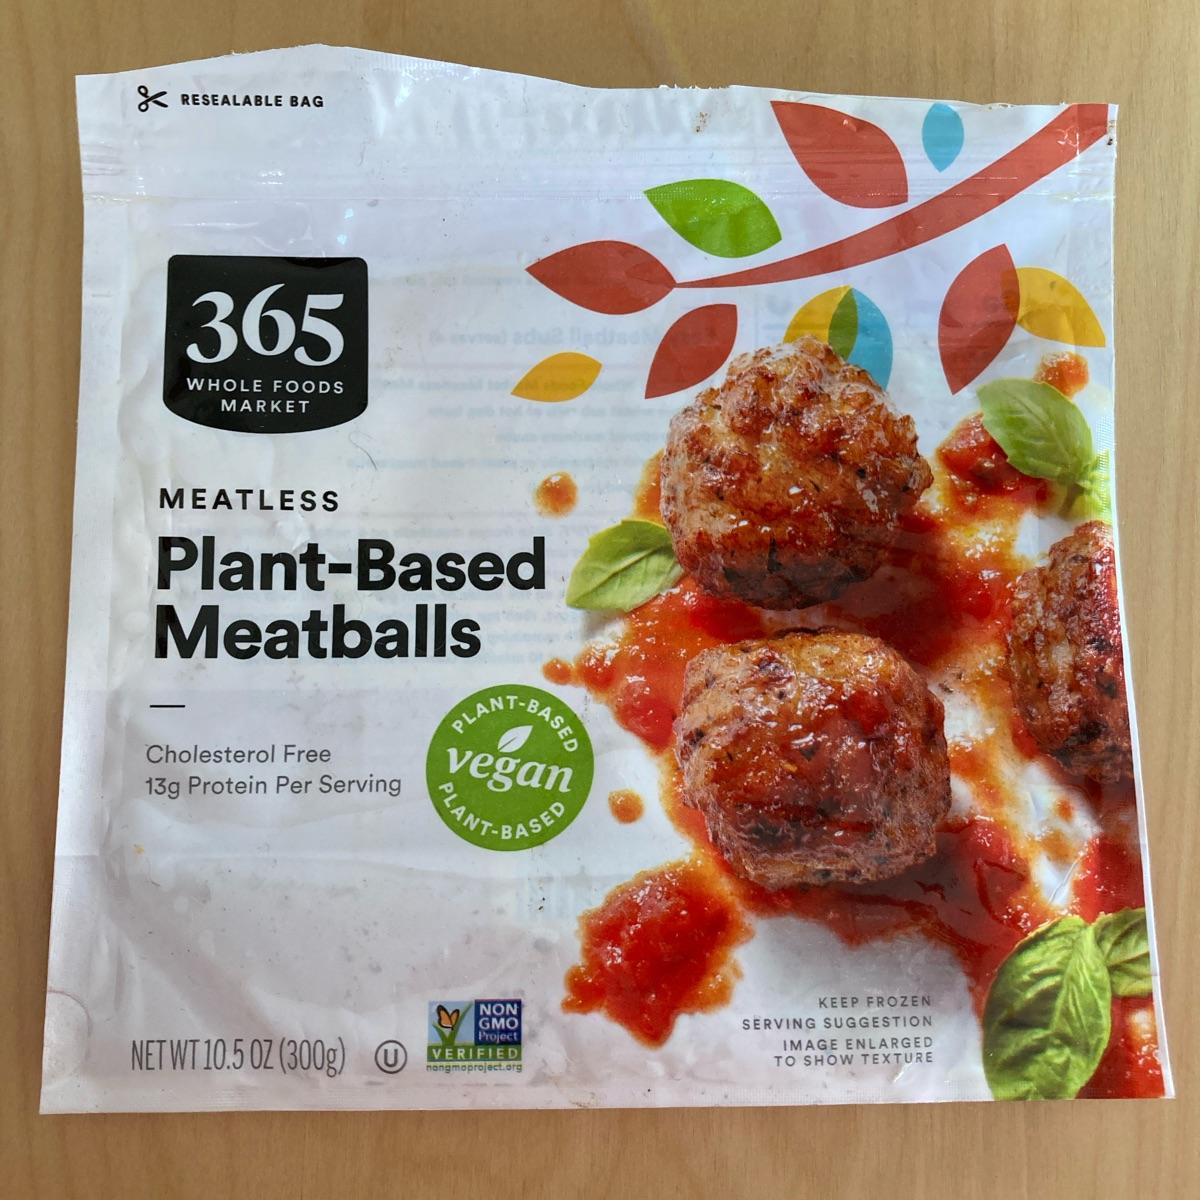 RESEALABLE BAG
365
WHOLE FOODS
MARKET
MEATLESS
Plant-Based
Meatballs
Cholesterol Free
13g Protein Per Serving
PLANT-BASED
vegan
PLANT-BASED
NET WT 10.5 OZ (300g)
U
NON
GMO
Project
VERIFIED
nongmoproject.org
KEEP FROZEN
SERVING SUGGESTION
IMAGE ENLARGED
TO SHOW TEXTURE